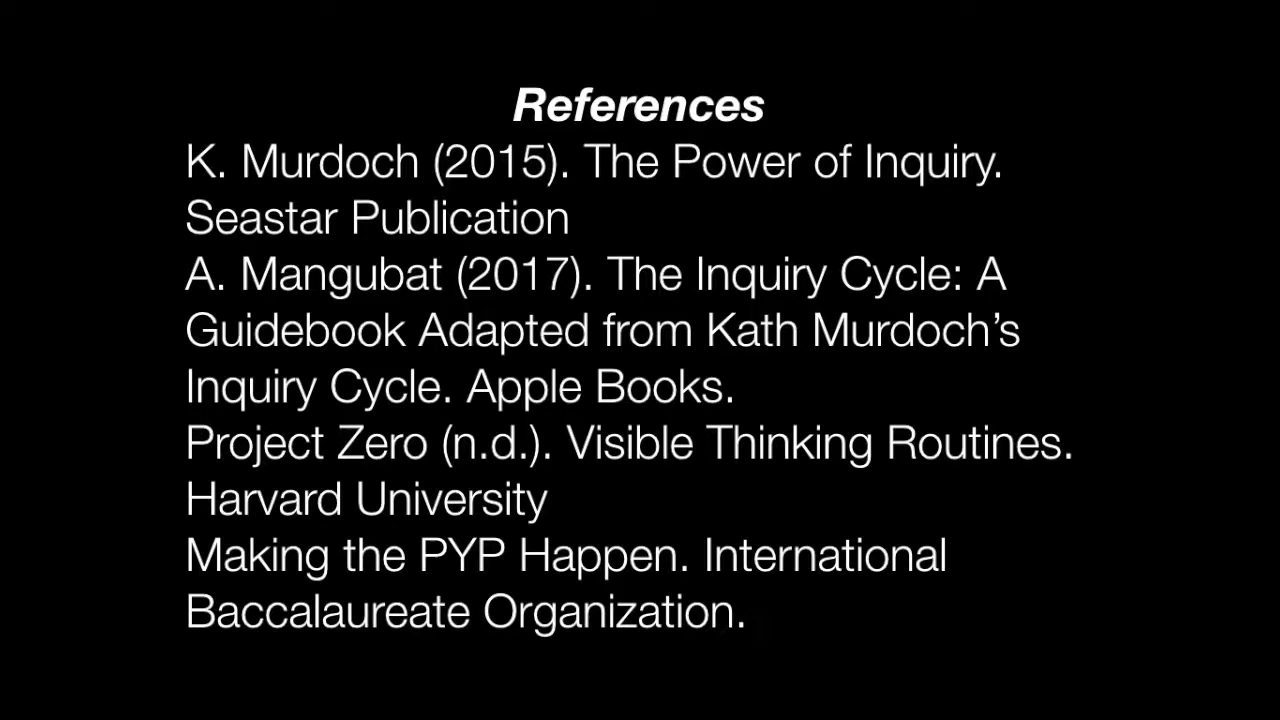 References
K. Murdoch (2015). The Power of Inquiry.
Seastar Publication
A. Mangubat (2017). The Inquiry Cycle: A
Guidebook Adapted from Kath Murdoch’s
Inquiry Cycle. Apple Books.
Project Zero (n.d.). Visible Thinking Routines.
Harvard University
Making the PYP Happen. International
Baccalaureate Organization.